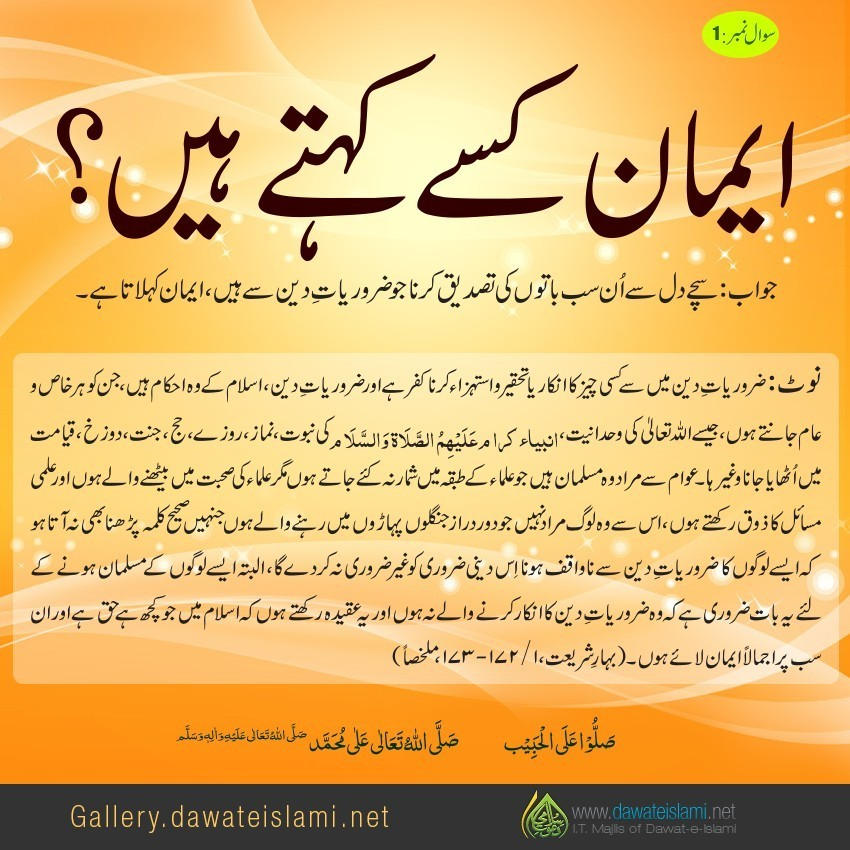 سوال نمبر:1
ایمان کسے کہتے ہیں؟
جواب: سچے دل سے اُن سب باتوں کی تصدیق کرنا جو ضروریاتِ دین سے ہیں، ایمان کہلاتا ہے۔
نوٹ: ضروریاتِ دین میں سے کسی چیز کا انکار یا تحقیر و استہزاء کرنا کفر ہے اور ضروریاتِ دین، اسلام کے وہ احکام ہیں، جن کو ہر خاص و
عام جانتے ہوں، جیسے اللہ تعالیٰ کی وحدانیت، انبیاء کرام عَلَيْهِمُ الصَّلَاۃ وَالسَّلَام کی نبوت، نماز، روزے، حج، جنت، دوزخ، قیامت
میں اُٹھایا جانا وغیرہا۔ عوام سے مراد وہ مسلمان ہیں جو علماء کے طبقہ میں شمار نہ کئے جاتے ہوں مگر علماء کی صحبت میں بیٹھنے والے ہوں اور علمی
مسائل کا ذوق رکھتے ہوں، اس سے وہ لوگ مراد نہیں جو دور دراز جنگلوں پہاڑوں میں رہنے والے ہوں جنہیں صحیح کلمہ پڑھنا بھی نہ آتا ہو
کہ ایسے لوگوں کا ضروریاتِ دین سے ناواقف ہونا اِس دینی ضروری کو غیر ضروری نہ کر دے گا، البتہ ایسے لوگوں کے مسلمان ہونے کے
لئے یہ بات ضروری ہے کہ وہ ضروریاتِ دین کا انکار کرنے والے نہ ہوں اور یہ عقیدہ رکھتے ہوں کہ اسلام میں جو کچھ ہے حق ہے اور ان
سب پر اجمالاً ایمان لائے ہوں۔ (بہارِ شریعت، ۱/ ۱۷۲-۱۷۳، ملخصاً)
صَلُّوْا عَلَی الْحَبِیْب صَلَّی اللّٰہُ تَعَالٰی عَلٰی مُحَمَّد صَلَّی اللّٰہُ تَعَالٰی عَلَیْہِ وَاٰلِہٖ وَسَلَّم
Gallery.dawateislami.net
دعوتِ اسلامی
www.dawateislami.net
I.T. Majlis of Dawat-e-Islami